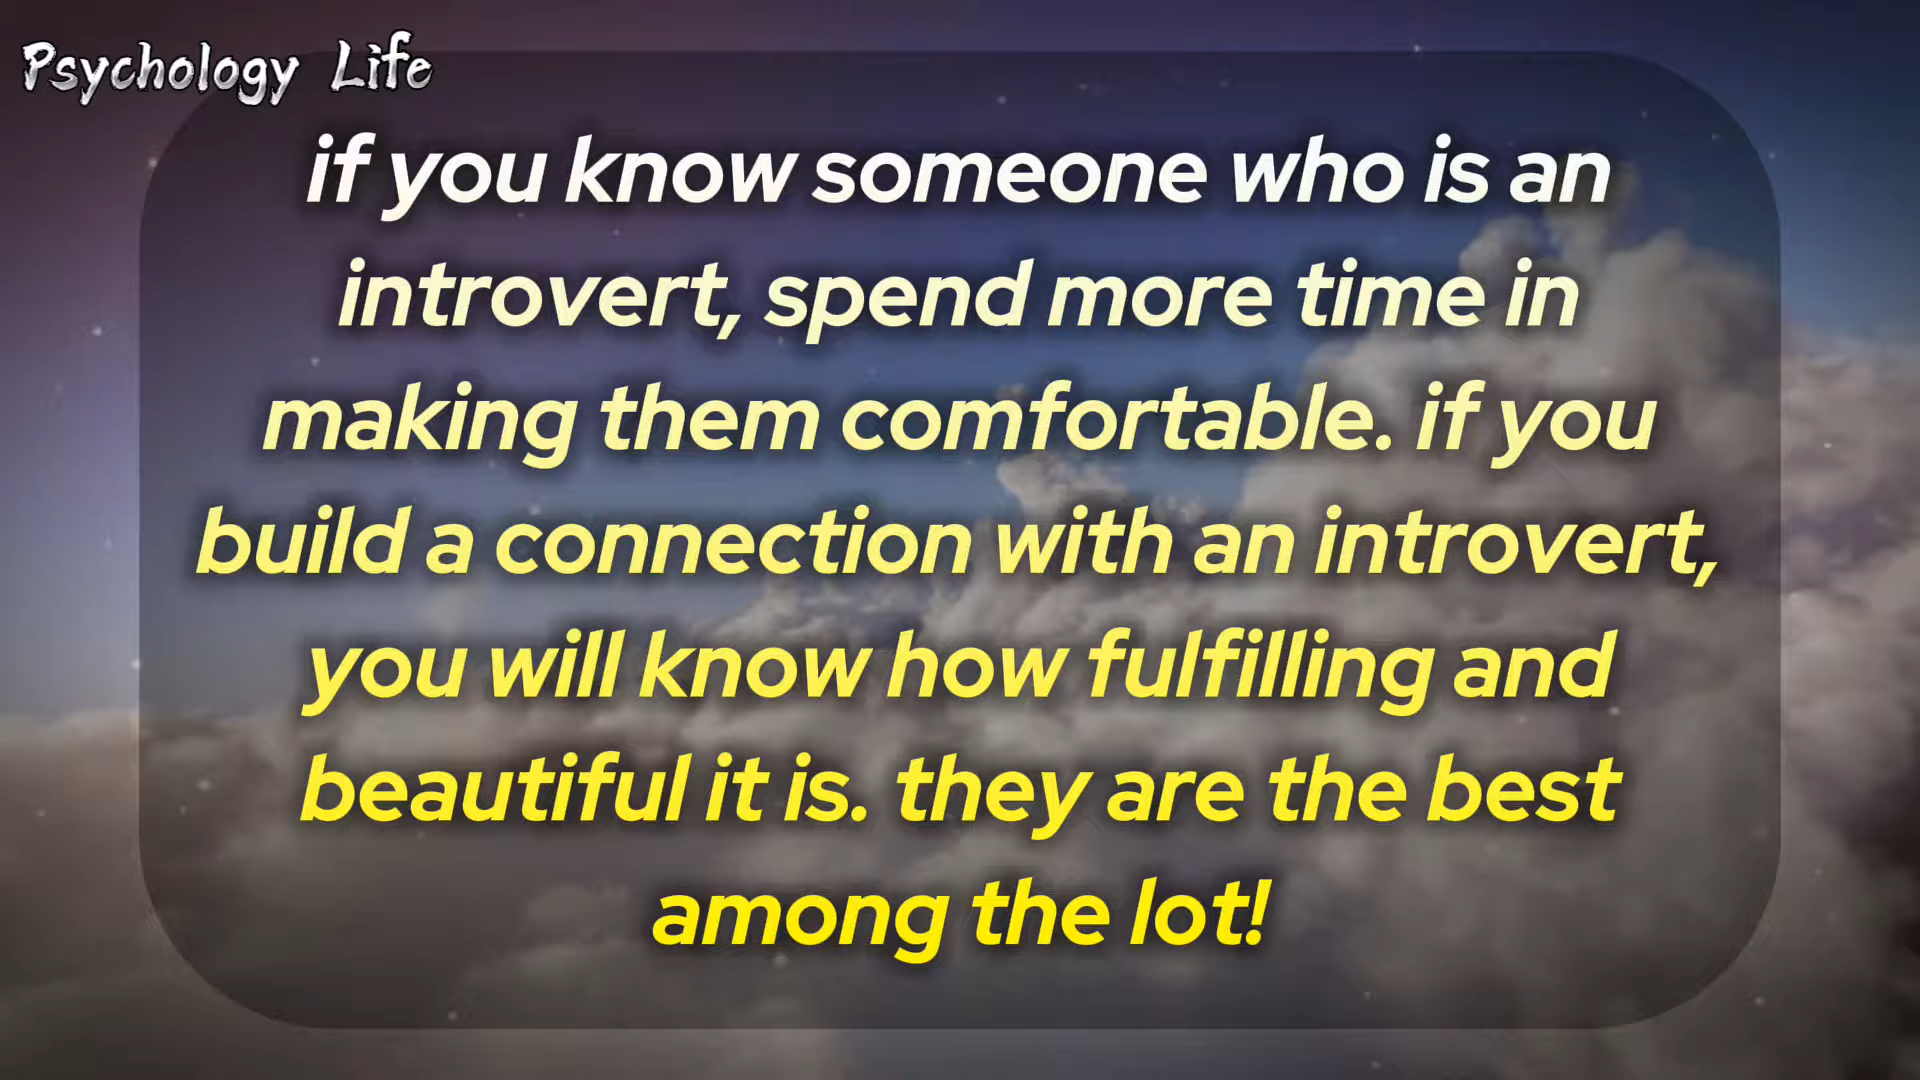 Psychology Life
if you know someone who is an
introvert, spend more time in
making them comfortable. if you
build a connection with an introvert,
you will know how fulfilling and
beautiful it is. they are the best
among the lot!